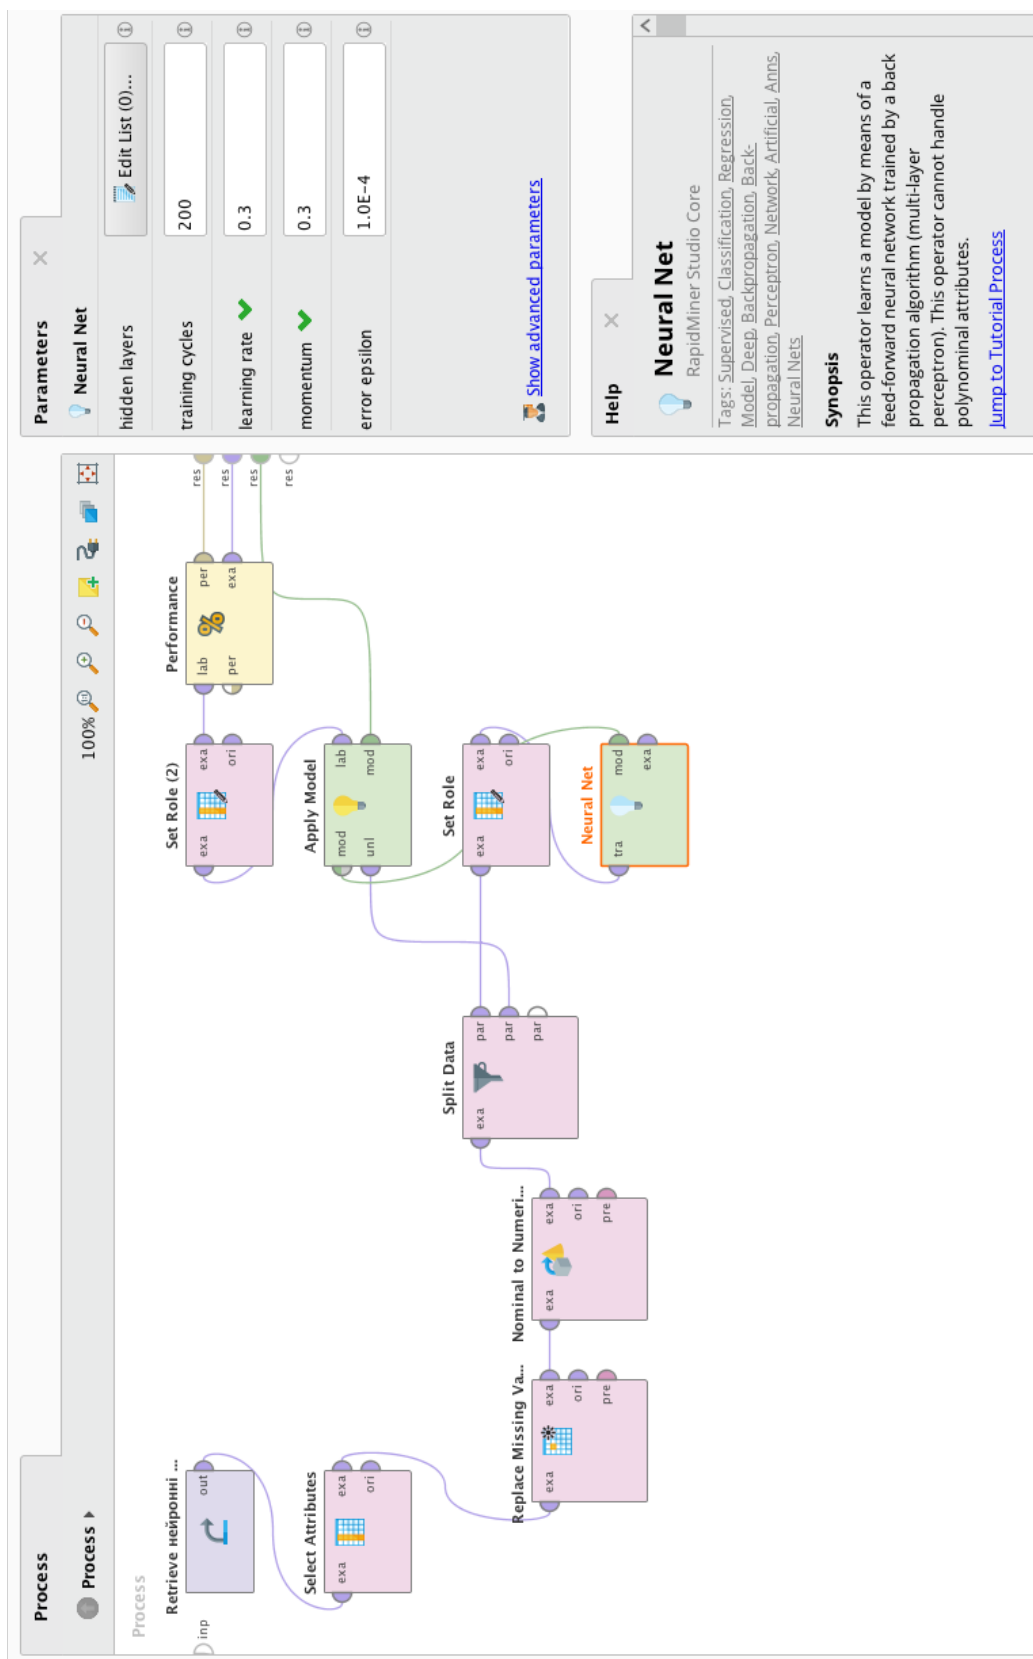 Process
Process
100%
Process
inp
Retrieve нейронні ...
out
Select Attributes
exa
exa
ori
Replace Missing Va...
exa
exa
ori
pre
Nominal to Numeri...
exa
exa
ori
pre
Split Data
exa
par
par
par
Set Role (2)
exa
exa
ori
Apply Model
mod
lab
unl
mod
Set Role
exa
exa
ori
Neural Net
tra
mod
exa
Performance
lab
per
per
exa
res
res
res
res
Parameters
Neural Net
hidden layers
Edit List (0)...
training cycles
200
learning rate
0.3
momentum
0.3
error epsilon
1.0E-4
Show advanced parameters
Help
Neural Net
RapidMiner Studio Core
Tags: Supervised, Classification, Regression,
Model, Deep, Backpropagation, Back-
propagation, Perceptron, Network, Artificial, Anns,
Neural Nets
Synopsis
This operator learns a model by means of a
feed-forward neural network trained by a back
propagation algorithm (multi-layer
perceptron). This operator cannot handle
polynominal attributes.
Jump to Tutorial Process